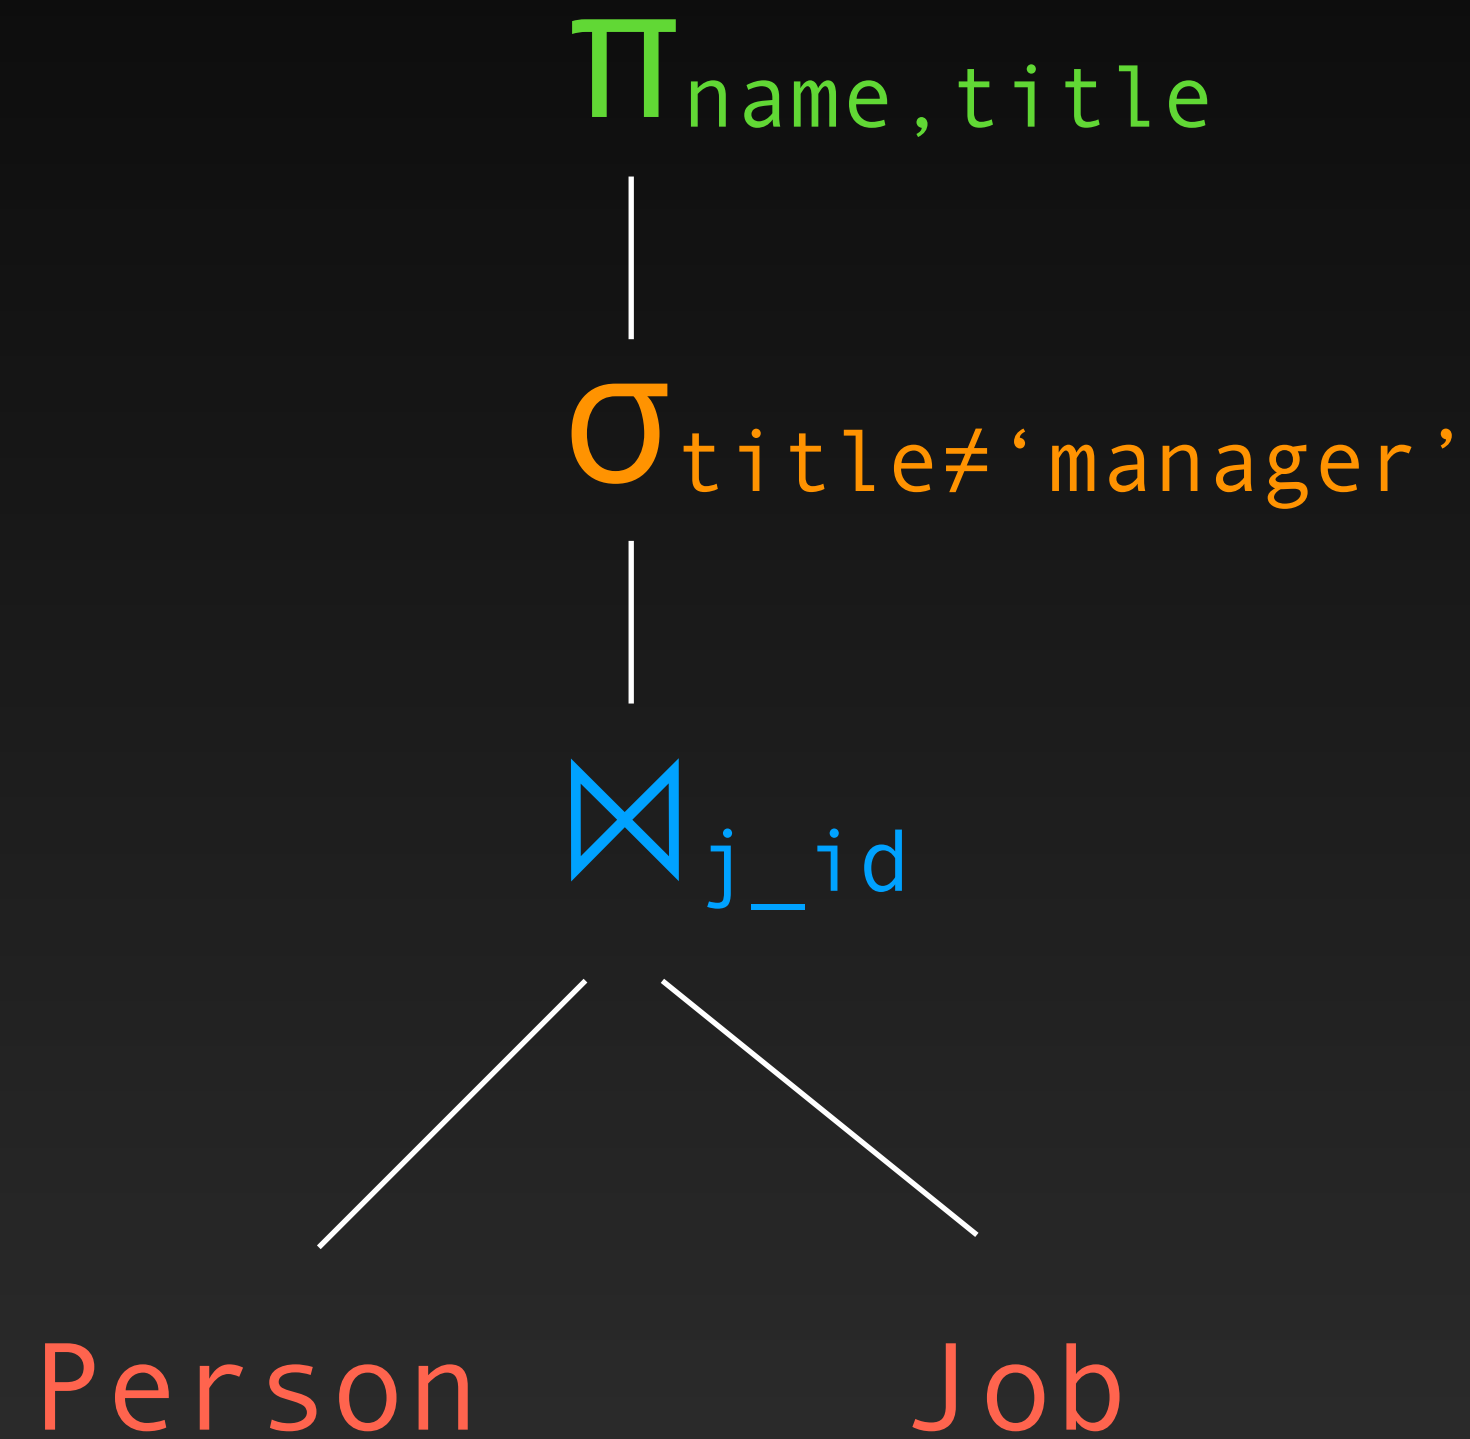 πname,title
σtitle≠‘manager’
⋈j_id
Person Job